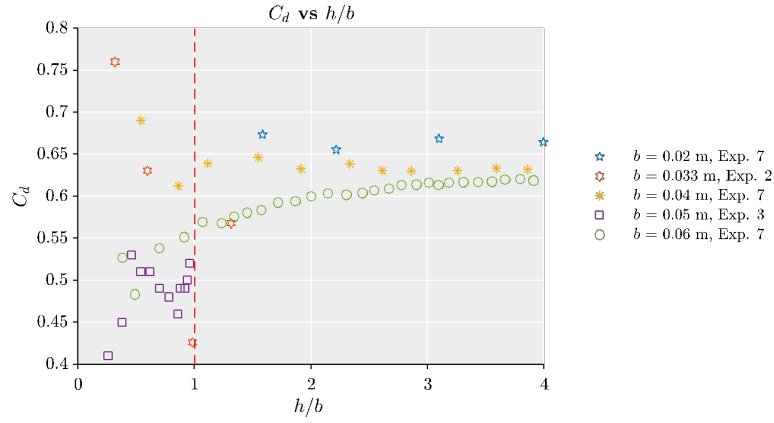 C_d vs h/b
0.8
0.75
0.7
0.65
0.6
0.55
0.5
0.45
0.4
C_d
0
1
2
3
4
h/b
b = 0.02 m, Exp. 7
b = 0.033 m, Exp. 2
b = 0.04 m, Exp. 7
b = 0.05 m, Exp. 3
b = 0.06 m, Exp. 7